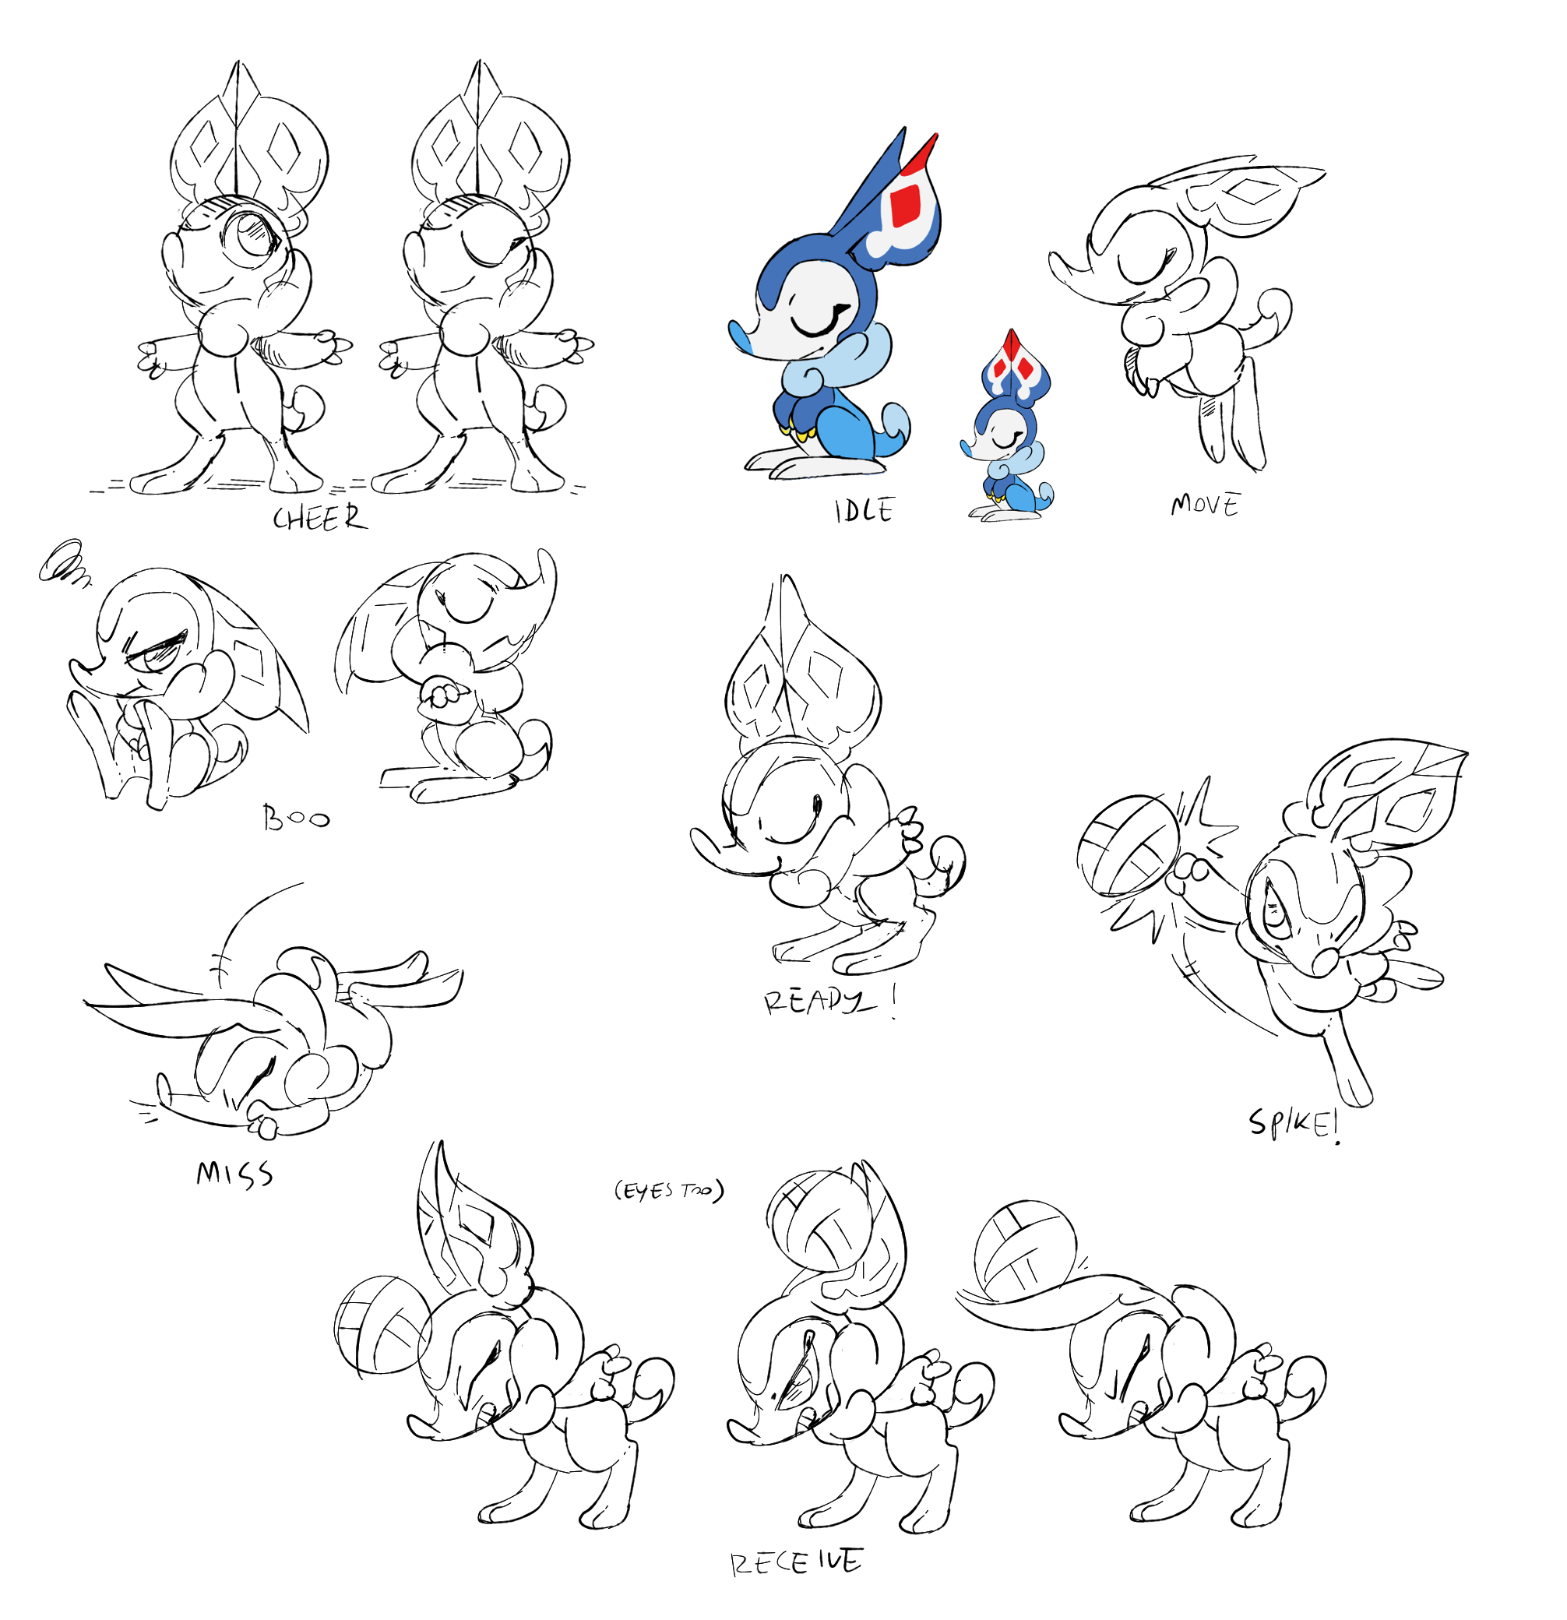 CHEER
IDLE
MOVE
BOO
READY!
SPIKE!
MISS
(EYES TOO)
RECEIVE